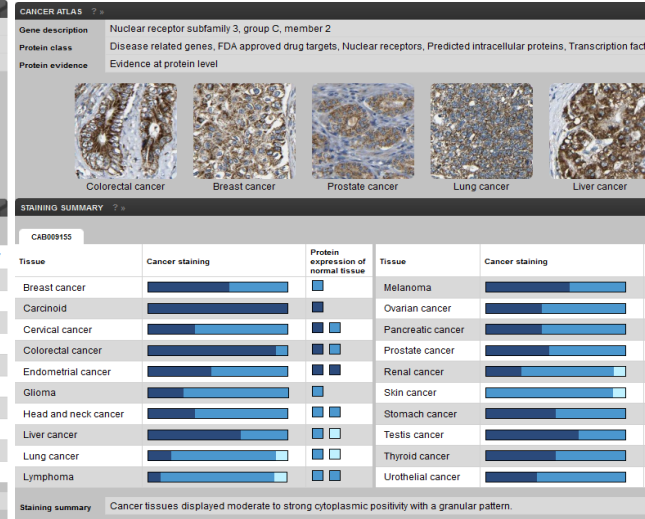 CANCER ATLAS ? »
Gene description Nuclear receptor subfamily 3, group C, member 2
Protein class Disease related genes, FDA approved drug targets, Nuclear receptors, Predicted intracellular proteins, Transcription fact
Protein evidence Evidence at protein level
Colorectal cancer Breast cancer Prostate cancer Lung cancer Liver cancer
STAINING SUMMARY ? »
CAB009155
Tissue Cancer staining Protein expression of normal tissue Tissue Cancer staining
Breast cancer Melanoma
Carcinoid Ovarian cancer
Cervical cancer Pancreatic cancer
Colorectal cancer Prostate cancer
Endometrial cancer Renal cancer
Glioma Skin cancer
Head and neck cancer Stomach cancer
Liver cancer Testis cancer
Lung cancer Thyroid cancer
Lymphoma Urothelial cancer
Staining summary Cancer tissues displayed moderate to strong cytoplasmic positivity with a granular pattern.